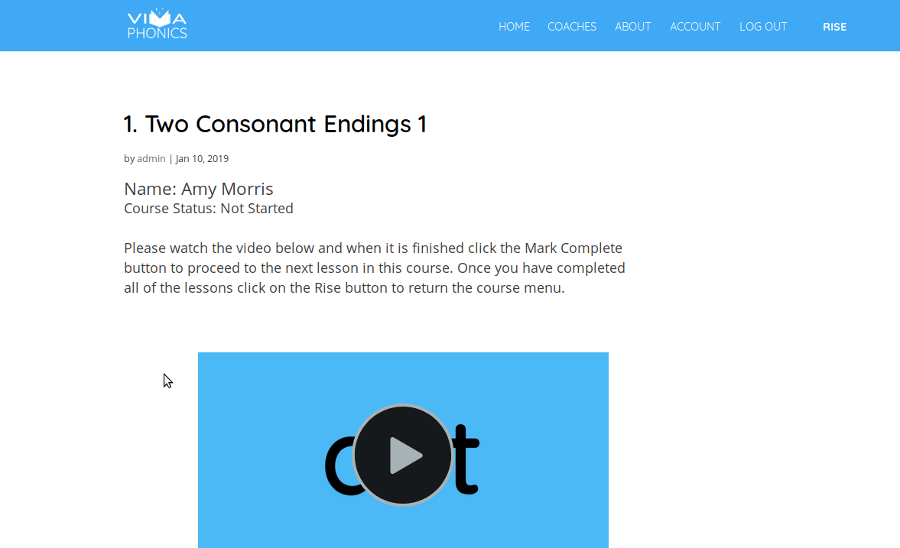 VIMA
PHONICS
HOME COACHES ABOUT ACCOUNT LOG OUT RISE
1. Two Consonant Endings 1
by admin | Jan 10, 2019
Name: Amy Morris
Course Status: Not Started
Please watch the video below and when it is finished click the Mark Complete
button to proceed to the next lesson in this course. Once you have completed
all of the lessons click on the Rise button to return the course menu.